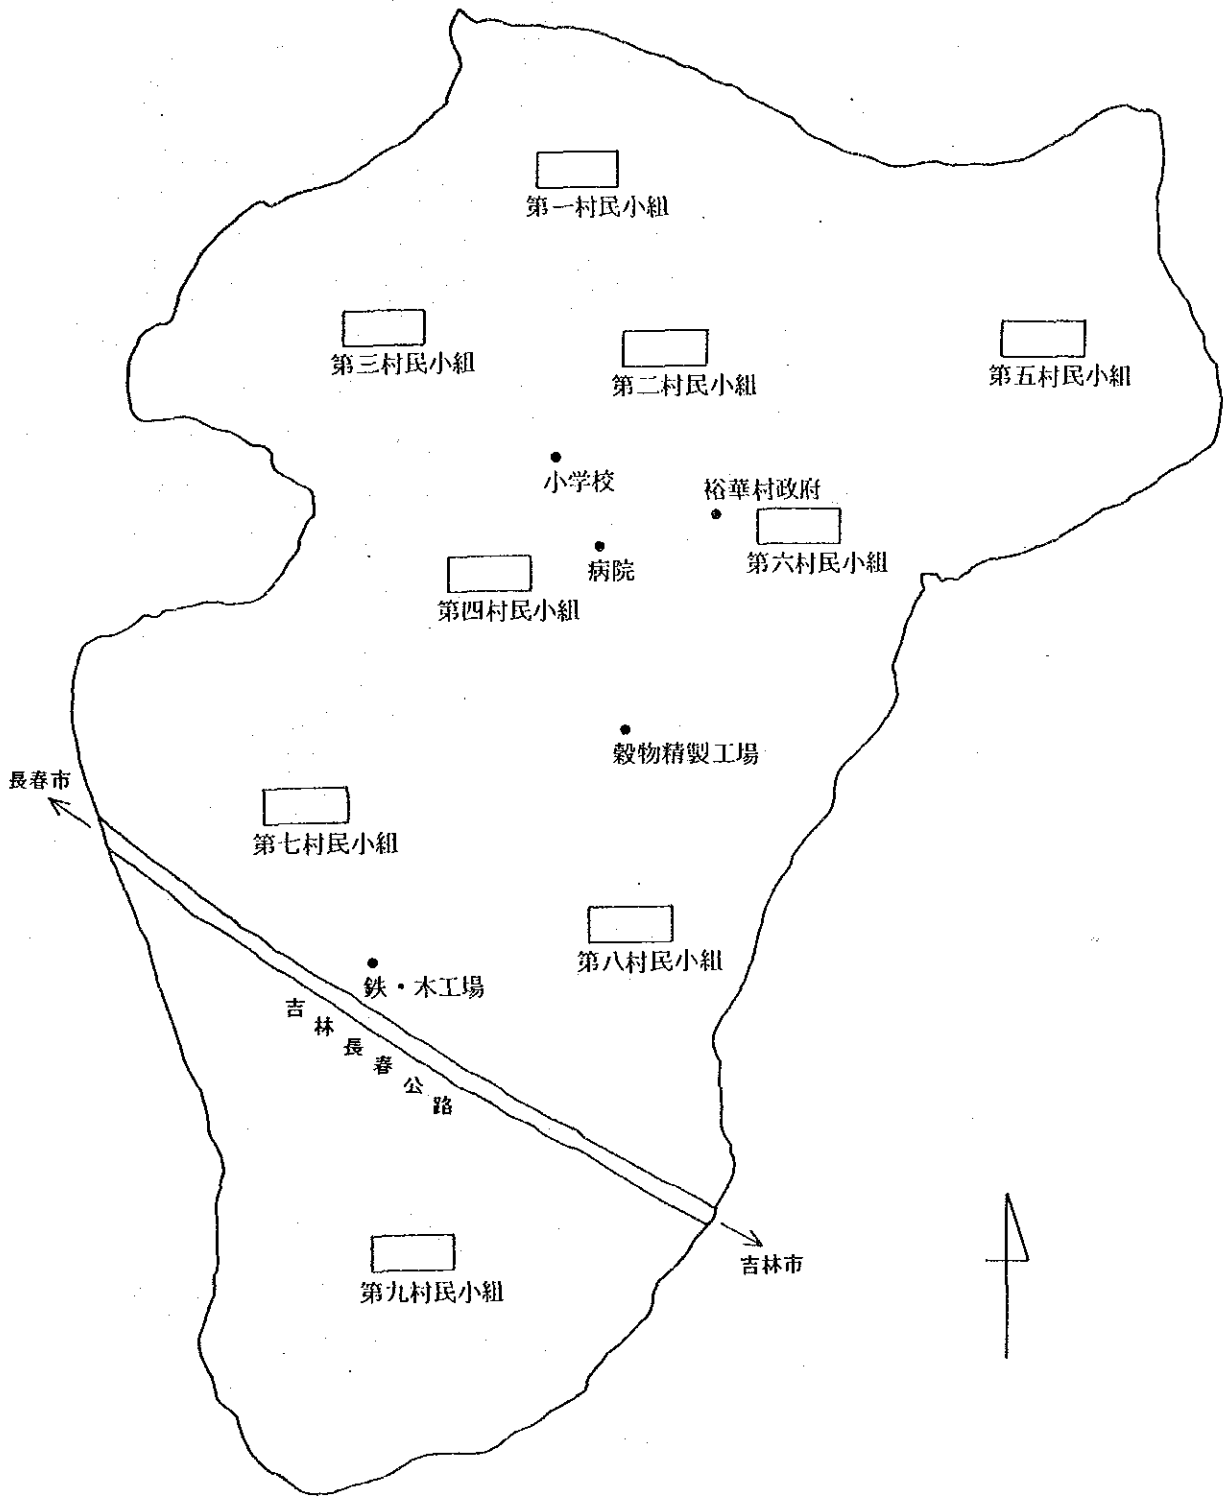 第一村民小組
第三村民小組
第二村民小組
第五村民小組
小学校
裕華村政府
第六村民小組
病院
第四村民小組
穀物精製工場
長春市
第七村民小組
第八村民小組
鉄・木工場
吉林長春公路
吉林市
第九村民小組